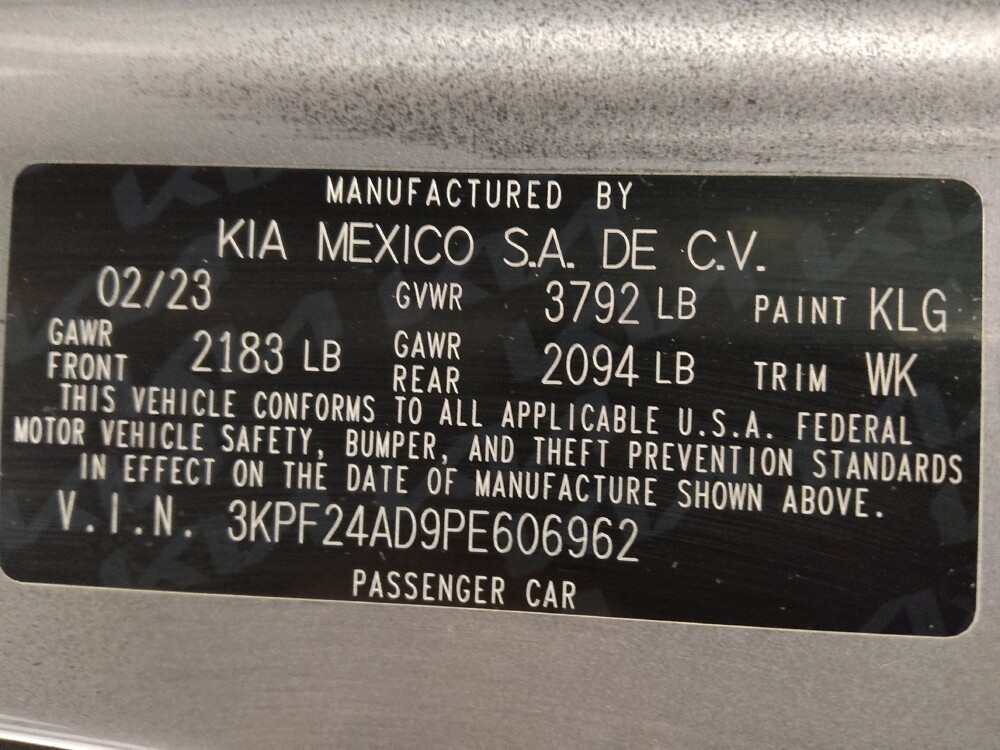 MANUFACTURED BY
KIA MEXICO S.A. DE C.V.
02/23 GVWR 3792 LB PAINT KLG
GAWR FRONT 2183 LB GAWR REAR 2094 LB TRIM WK
THIS VEHICLE CONFORMS TO ALL APPLICABLE U.S.A. FEDERAL
MOTOR VEHICLE SAFETY, BUMPER, AND THEFT PREVENTION STANDARDS
IN EFFECT ON THE DATE OF MANUFACTURE SHOWN ABOVE.
V.I.N. 3KPF24AD9PE606962
PASSENGER CAR